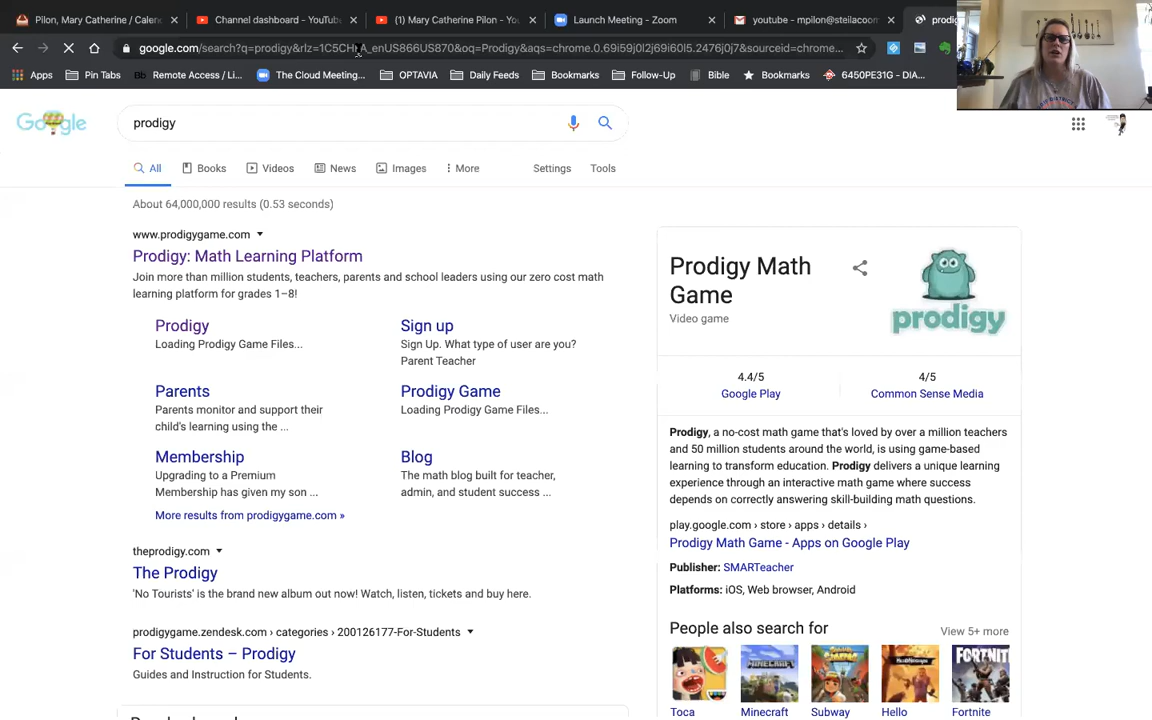 Pilon, Mary Catherine / Calen
Channel dashboard - YouTube
(1) Mary Catherine Pilon - You
Launch Meeting - Zoom
youtube - mpilon@steilacoom
prodig
google.com/search?q=prodigy&rlz=1C5CHFA_enUS866US870&oq=Prodigy&aqs=chrome.0.69i59j0l2j69i60l5.2476j0j7&sourceid=chrome...
Apps
Pin Tabs
Bb Remote Access / Li...
The Cloud Meeting...
OPTAVIA
Daily Feeds
Bookmarks
Follow-Up
Bible
Bookmarks
6450PE31G - DIA...
Google
prodigy
All
Books
Videos
News
Images
More
Settings
Tools
About 64,000,000 results (0.53 seconds)
www.prodigygame.com
Prodigy: Math Learning Platform
Join more than million students, teachers, parents and school leaders using our zero cost math
learning platform for grades 1–8!
Prodigy
Loading Prodigy Game Files...
Sign up
Sign Up. What type of user are you?
Parent Teacher
Parents
Parents monitor and support their
child's learning using the ...
Prodigy Game
Loading Prodigy Game Files...
Membership
Upgrading to a Premium
Membership has given my son ...
Blog
The math blog built for teacher,
admin, and student success ...
More results from prodigygame.com »
theprodigy.com
The Prodigy
'No Tourists' is the brand new album out now! Watch, listen, tickets and buy here.
prodigygame.zendesk.com › categories › 200126177-For-Students
For Students – Prodigy
Guides and Instruction for Students.
Prodigy Math
Game
Video game
prodigy
4.4/5
Google Play
4/5
Common Sense Media
Prodigy, a no-cost math game that's loved by over a million teachers
and 50 million students around the world, is using game-based
learning to transform education. Prodigy delivers a unique learning
experience through an interactive math game where success
depends on correctly answering skill-building math questions.
play.google.com › store › apps › details ›
Prodigy Math Game - Apps on Google Play
Publisher: SMARTeacher
Platforms: iOS, Web browser, Android
People also search for
View 5+ more
MINECRAFT
FORTNITE
Toca
Minecraft
Subway
Hello
Fortnite